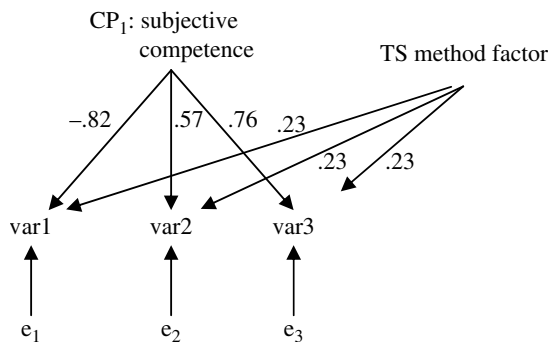 CP₁: subjective
competence
TS method factor
–.82
.57
.76
.23
.23
.23
var1
var2
var3
e₁
e₂
e₃